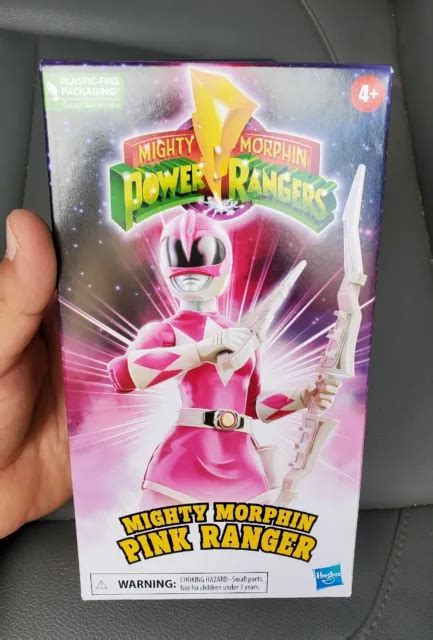 PLASTIC-FREE
PACKAGING
4+
MIGHTY MORPHIN
POWER RANGERS
MIGHTY MORPHIN
PINK RANGER
WARNING: CHOKING HAZARD–Small parts.
Not for children under 3 years.
Hasbro